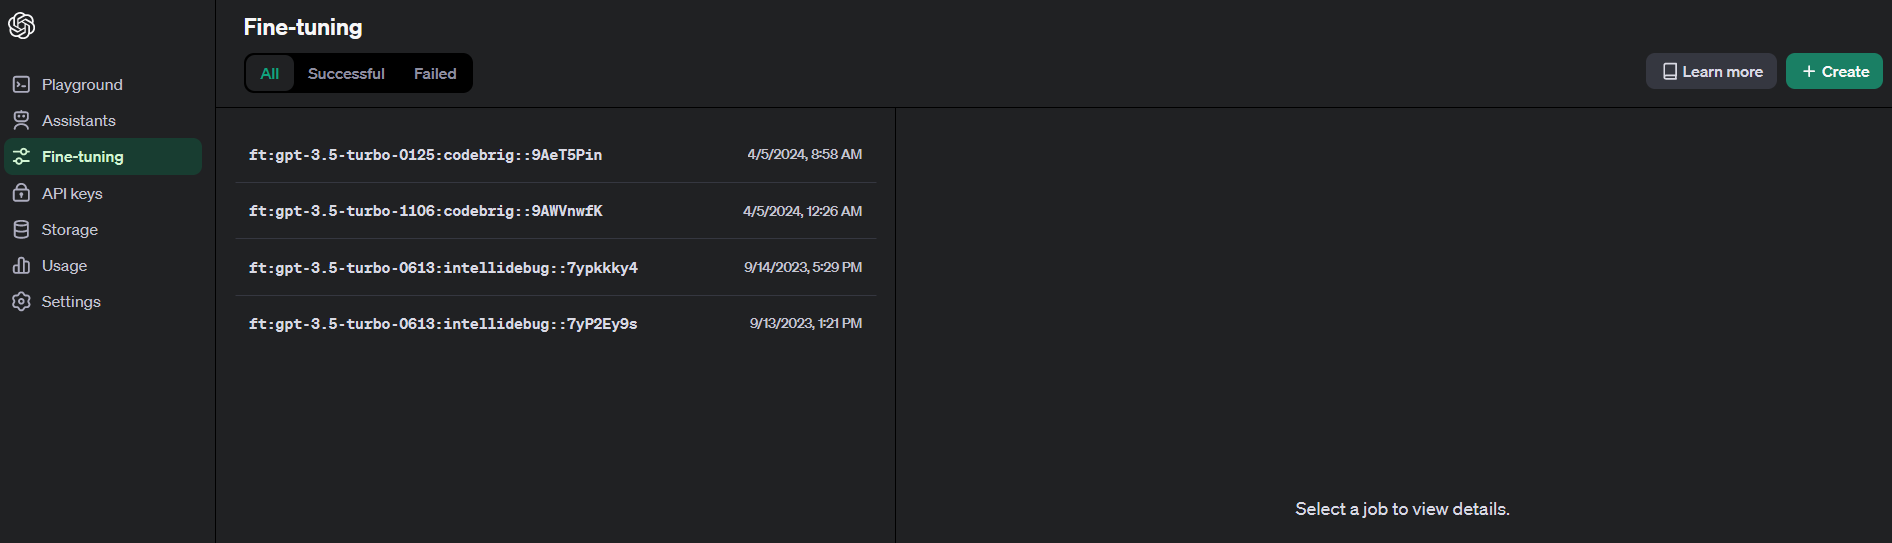 Fine-tuning
All Successful Failed
Learn more
+ Create
Playground
Assistants
Fine-tuning
API keys
Storage
Usage
Settings
ft:gpt-3.5-turbo-0125:codebrig::9AeT5Pin 4/5/2024, 8:58 AM
ft:gpt-3.5-turbo-1106:codebrig::9AWVnwfK 4/5/2024, 12:26 AM
ft:gpt-3.5-turbo-0613:intellidebug::7ypkkky4 9/14/2023, 5:29 PM
ft:gpt-3.5-turbo-0613:intellidebug::7yP2Ey9s 9/13/2023, 1:21 PM
Select a job to view details.